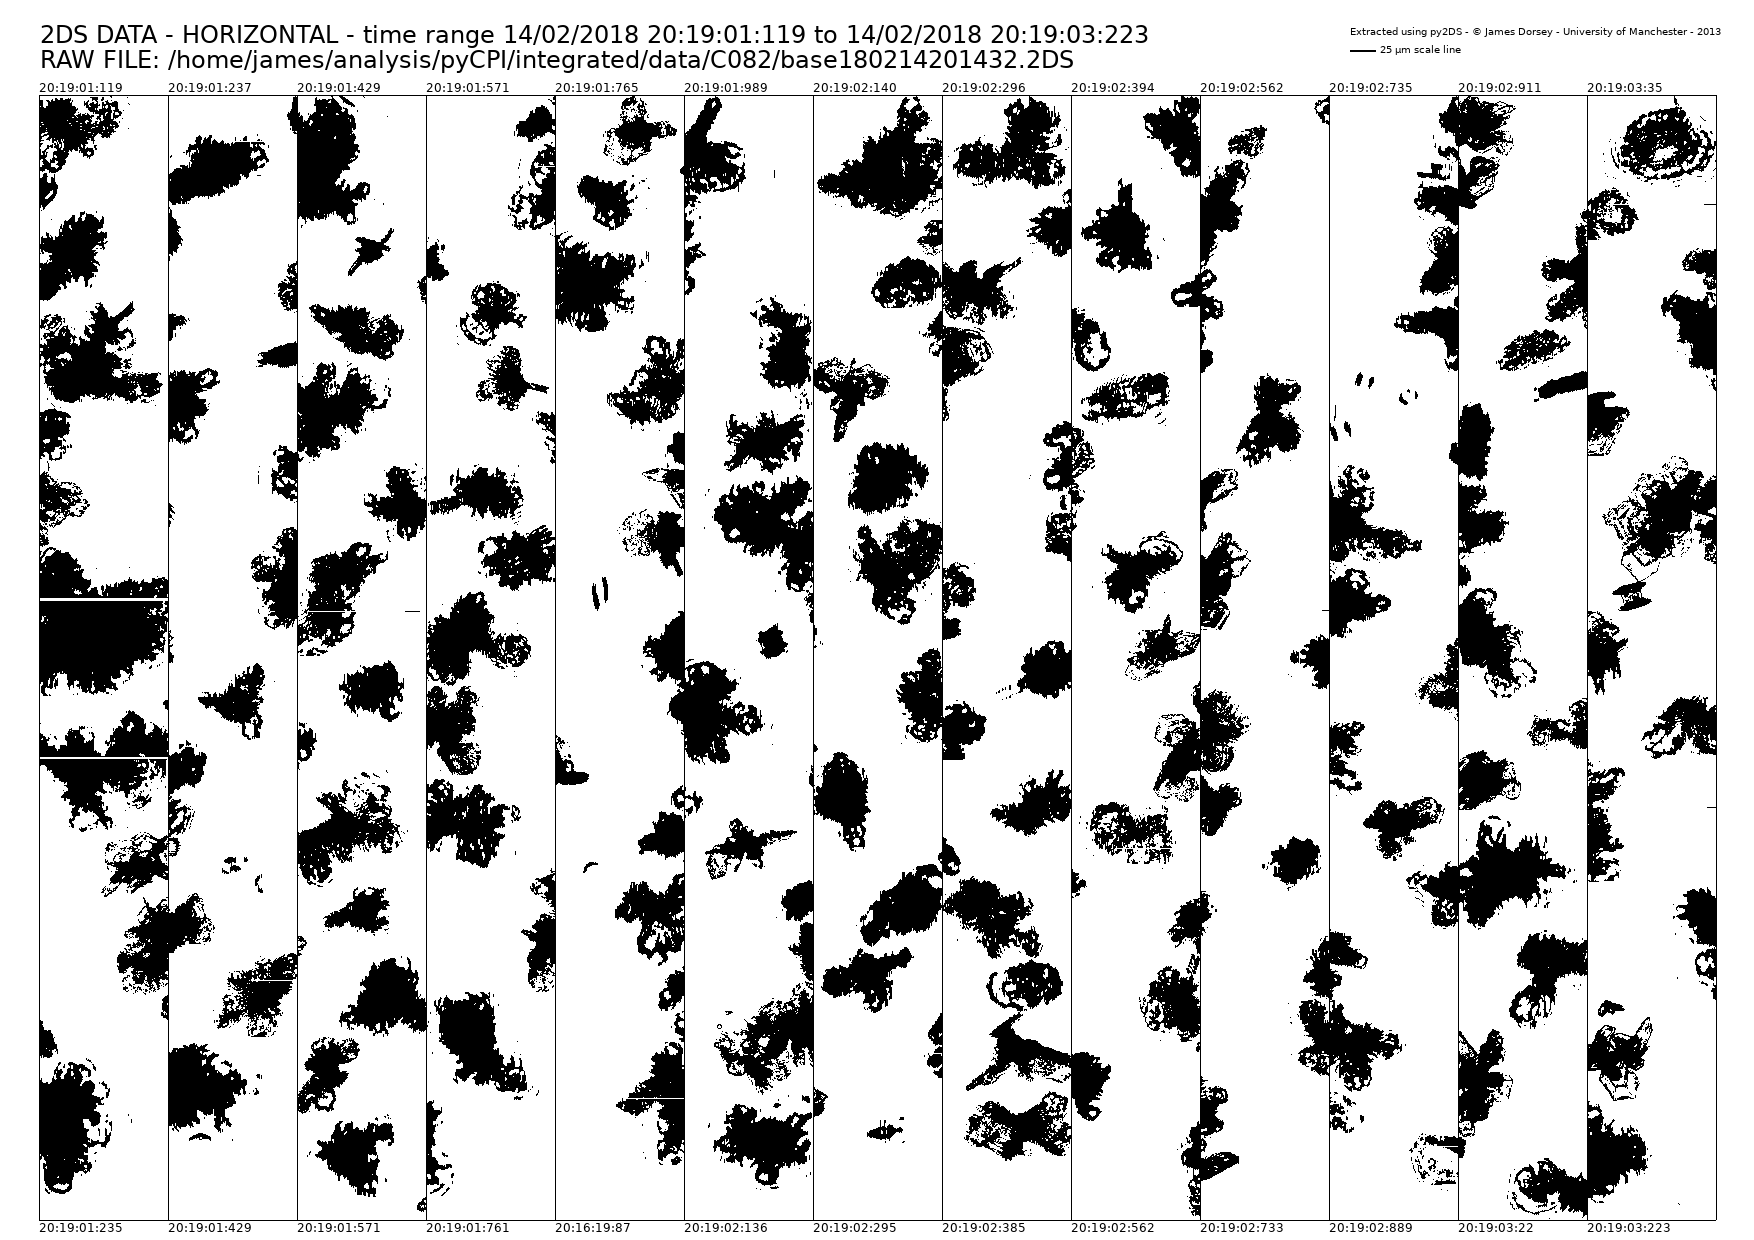 2DS DATA - HORIZONTAL - time range 14/02/2018 20:19:01:119 to 14/02/2018 20:19:03:223
RAW FILE: /home/james/analysis/pyCPI/integrated/data/C082/base180214201432.2DS
Extracted using py2DS - © James Dorsey - University of Manchester - 2013
25 µm scale line
20:19:01:119 20:19:01:237 20:19:01:429 20:19:01:571 20:19:01:765 20:19:01:989 20:19:02:140 20:19:02:296 20:19:02:394 20:19:02:562 20:19:02:735 20:19:02:911 20:19:03:35
20:19:01:235 20:19:01:429 20:19:01:571 20:19:01:761 20:16:19:87 20:19:02:136 20:19:02:295 20:19:02:385 20:19:02:562 20:19:02:733 20:19:02:889 20:19:03:22 20:19:03:223